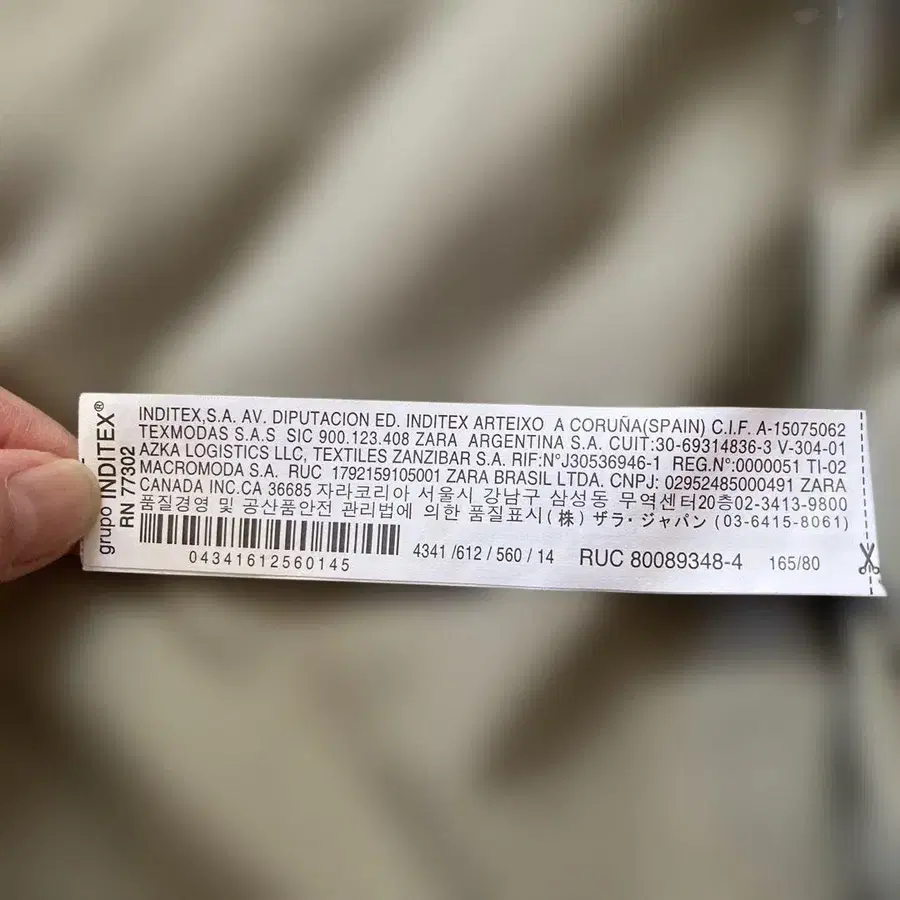 grupo INDITEX®
RN 77302
INDITEX,S.A. AV. DIPUTACION ED. INDITEX ARTEIXO A CORUÑA(SPAIN) C.I.F. A-15075062
TEXMODAS S.A.S SIC 900.123.408 ZARA ARGENTINA S.A. CUIT:30-69314836-3 V-304-01
AZKA LOGISTICS LLC, TEXTILES ZANZIBAR S.A. RIF:N°J30536946-1 REG.N°:0000051 TI-02
MACROMODA S.A. RUC 1792159105001 ZARA BRASIL LTDA. CNPJ: 02952485000491 ZARA
CANADA INC.CA 36685 자라코리아 서울시 강남구 삼성동 무역센터20층02-3413-9800
품질경영 및 공산품안전 관리법에 의한 품질표시(株) ザラ・ジャパン (03-6415-8061)
04341612560145
4341 /612 / 560 / 14
RUC 80089348-4
165/80